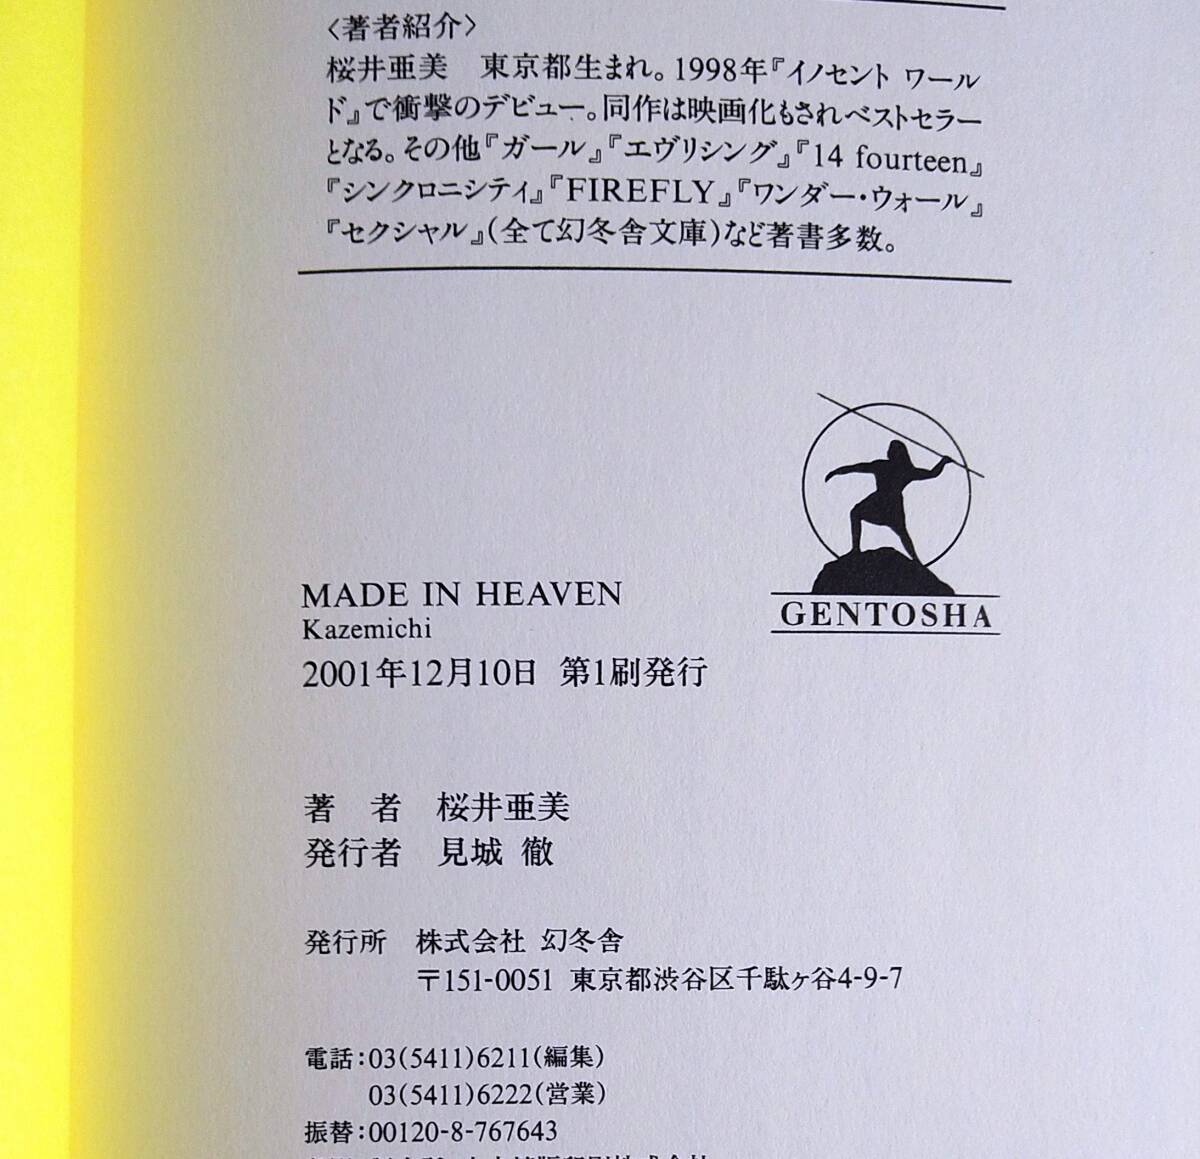 〈著者紹介〉
桜井亜美　東京都生まれ。1998年『イノセント ワール
ド』で衝撃のデビュー。同作は映画化もされベストセラー
となる。その他『ガール』『エヴリシング』『14 fourteen』
『シンクロニシティ』『FIREFLY』『ワンダー・ウォール』
『セクシャル』(全て幻冬舎文庫)など著書多数。
GENTOSHA
MADE IN HEAVEN
Kazemichi
2001年12月10日 第1刷発行
著　者　桜井亜美
発行者　見城 徹
発行所　株式会社 幻冬舎
〒151-0051 東京都渋谷区千駄ヶ谷4-9-7
電話：03(5411)6211(編集)
03(5411)6222(営業)
振替：00120-8-767643